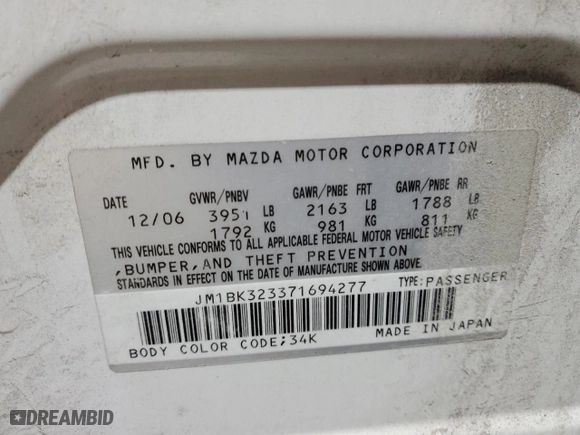 MFD. BY MAZDA MOTOR CORPORATION
DATE GVWR/PNBV GAWR/PNBE FRT GAWR/PNBE RR
12/06 3951 LB 2163 LB 1788 LB
1792 KG 981 KG 811 KG
THIS VEHICLE CONFORMS TO ALL APPLICABLE FEDERAL MOTOR VEHICLE SAFETY
,BUMPER,AND THEFT PREVENTION
STANDARDS IN EFFECT ON THE DATE OF MANUFACTURE SHOWN ABOVE.
JM1BK323371694277 TYPE:PASSENGER
BODY COLOR CODE;34K MADE IN JAPAN
DREAMBID